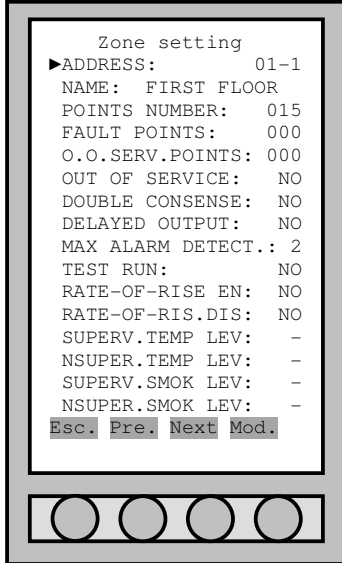 Zone setting
►ADDRESS: 01-1
NAME: FIRST FLOOR
POINTS NUMBER: 015
FAULT POINTS: 000
O.O.SERV.POINTS: 000
OUT OF SERVICE: NO
DOUBLE CONSENSE: NO
DELAYED OUTPUT: NO
MAX ALARM DETECT.: 2
TEST RUN: NO
RATE-OF-RISE EN: NO
RATE-OF-RIS.DIS: NO
SUPERV.TEMP LEV: -
NSUPER.TEMP LEV: -
SUPERV.SMOK LEV: -
NSUPER.SMOK LEV: -
Esc. Pre. Next Mod.